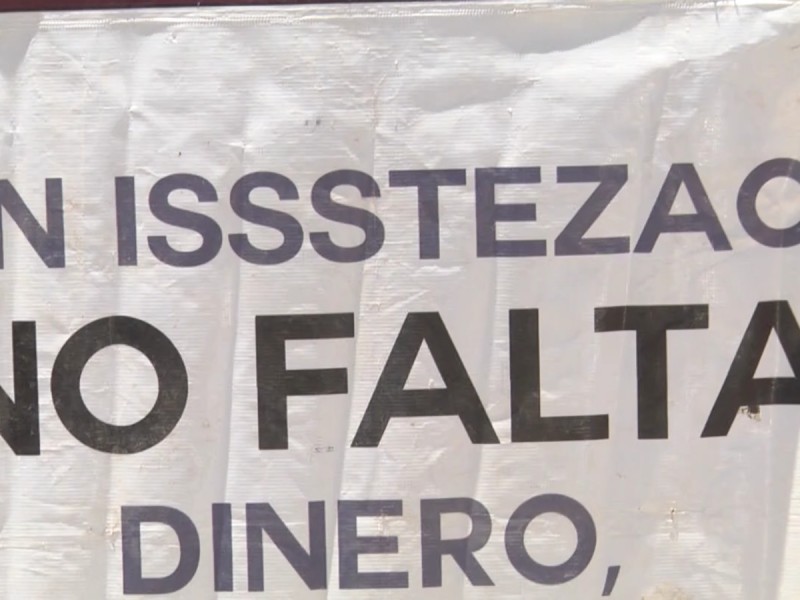 N ISSSTEZAC
NO FALTA
DINERO,